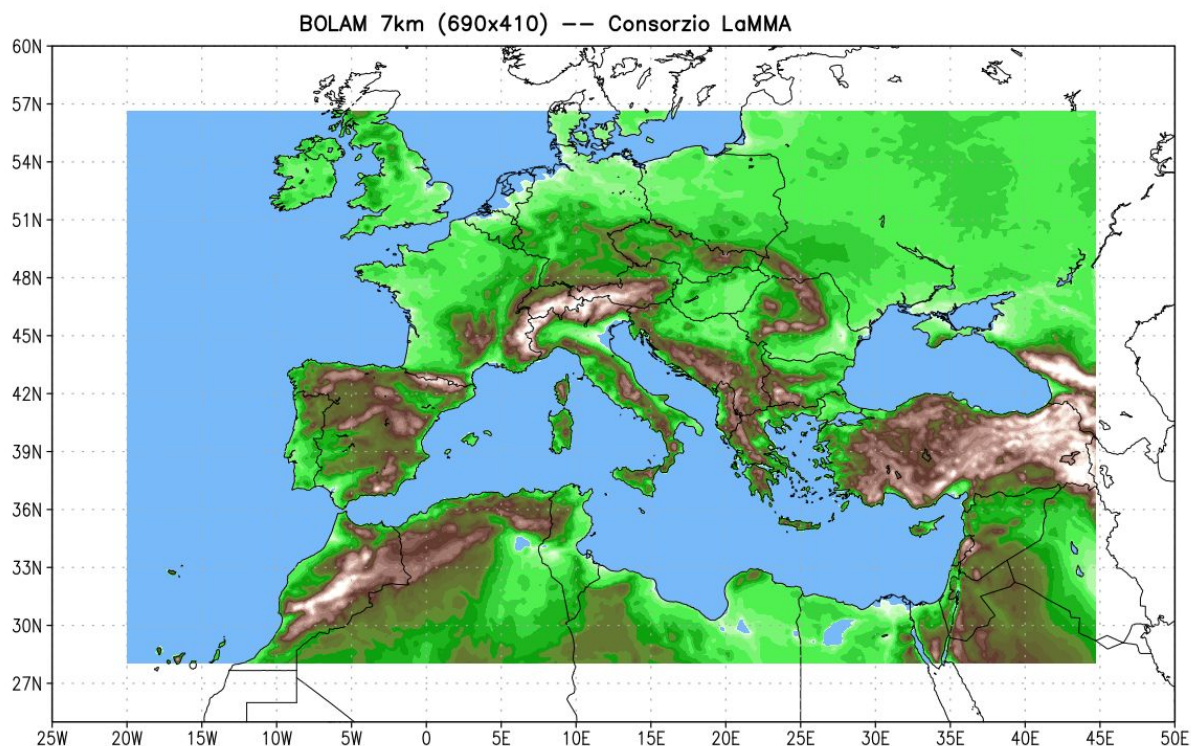 BOLAM 7km (690x410) –– Consorzio LaMMA
60N
57N
54N
51N
48N
45N
42N
39N
36N
33N
30N
27N
25W 20W 15W 10W 5W 0 5E 10E 15E 20E 25E 30E 35E 40E 45E 50E